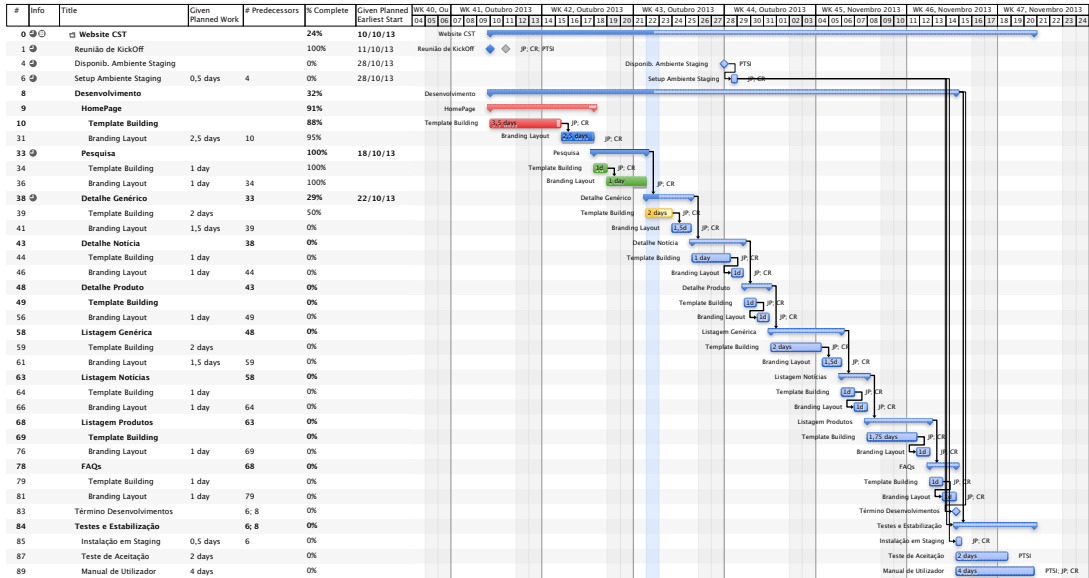 # Info Title Given Planned Work # Predecessors % Complete Given Planned Earliest Start WK 40, Ou WK 41, Outubro 2013 WK 42, Outubro 2013 WK 43, Outubro 2013 WK 44, Outubro 2013 WK 45, Novembro 2013 WK 46, Novembro 2013 WK 47, Novembro 2013
04 05 06 07 08 09 10 11 12 13 14 15 16 17 18 19 20 21 22 23 24 25 26 27 28 29 30 31 01 02 03 04 05 06 07 08 09 10 11 12 13 14 15 16 17 18 19 20 21 22 23 24
0 Website CST 24% 10/10/13 Website CST
1 Reunião de KickOff 100% 11/10/13 Reunião de KickOff JP; CR; PTSI
4 Disponib. Ambiente Staging 0% 28/10/13 Disponib. Ambiente Staging PTSI
6 Setup Ambiente Staging 0,5 days 4 0% 28/10/13 Setup Ambiente Staging JP; CR
8 Desenvolvimento 32% Desenvolvimento
9 HomePage 91% HomePage
10 Template Building 88% Template Building 3,5 days JP; CR
31 Branding Layout 2,5 days 10 95% Branding Layout 2,5 days JP; CR
33 Pesquisa 100% 18/10/13 Pesquisa
34 Template Building 1 day 100% Template Building 1d JP; CR
36 Branding Layout 1 day 34 100% Branding Layout 1 day JP; CR
38 Detalhe Genérico 33 29% 22/10/13 Detalhe Genérico
39 Template Building 2 days 50% Template Building 2 days JP; CR
41 Branding Layout 1,5 days 39 0% Branding Layout 1,5d JP; CR
43 Detalhe Notícia 38 0% Detalhe Notícia
44 Template Building 1 day 0% Template Building 1 day JP; CR
46 Branding Layout 1 day 44 0% Branding Layout 1d JP; CR
48 Detalhe Produto 43 0% Detalhe Produto
49 Template Building 0% Template Building 1d JP; CR
56 Branding Layout 1 day 49 0% Branding Layout 1d JP; CR
58 Listagem Genérica 48 0% Listagem Genérica
59 Template Building 2 days 0% Template Building 2 days JP; CR
61 Branding Layout 1,5 days 59 0% Branding Layout 1,5d JP; CR
63 Listagem Notícias 58 0% Listagem Notícias
64 Template Building 1 day 0% Template Building 1d JP; CR
66 Branding Layout 1 day 64 0% Branding Layout 1d JP; CR
68 Listagem Produtos 63 0% Listagem Produtos
69 Template Building 0% Template Building 1,75 days JP; CR
76 Branding Layout 1 day 69 0% Branding Layout 1d JP; CR
78 FAQs 68 0% FAQs
79 Template Building 1 day 0% Template Building 1d JP; CR
81 Branding Layout 1 day 79 0% Branding Layout 1d JP; CR
83 Término Desenvolvimentos 6; 8 0% Término Desenvolvimentos
84 Testes e Estabilização 6; 8 0% Testes e Estabilização
85 Instalação em Staging 0,5 days 6 0% Instalação em Staging JP; CR
87 Teste de Aceitação 2 days 0% Teste de Aceitação 2 days PTSI
89 Manual de Utilizador 4 days 0% Manual de Utilizador 4 days PTSI; JP; CR